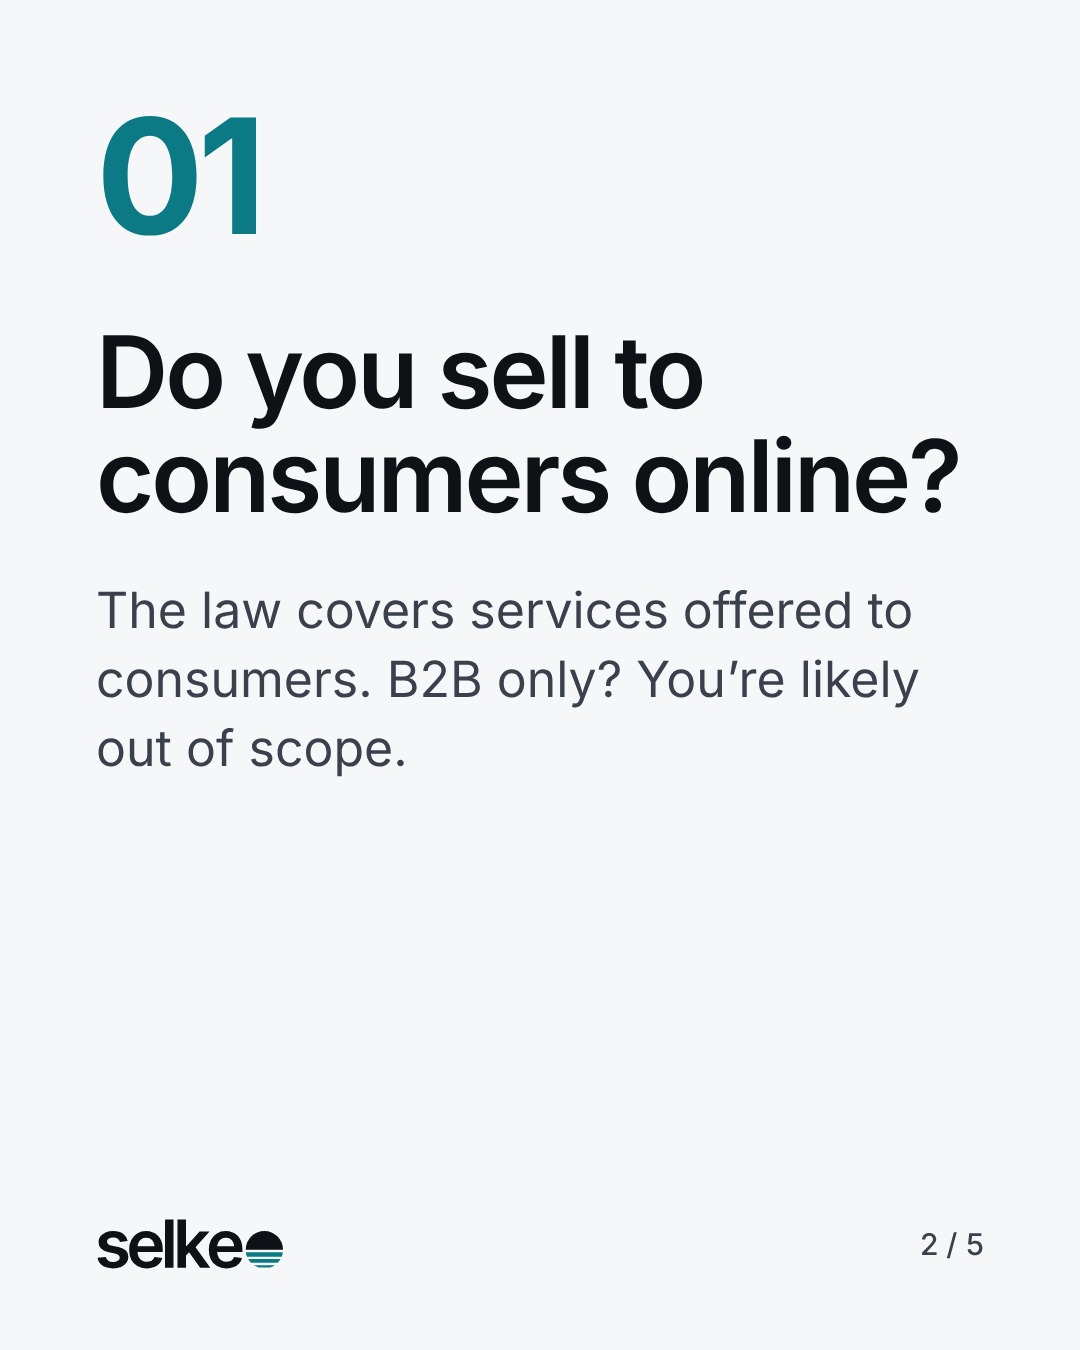 01
Do you sell to
consumers online?
The law covers services offered to
consumers. B2B only? You’re likely
out of scope.
selkeo
2 / 5